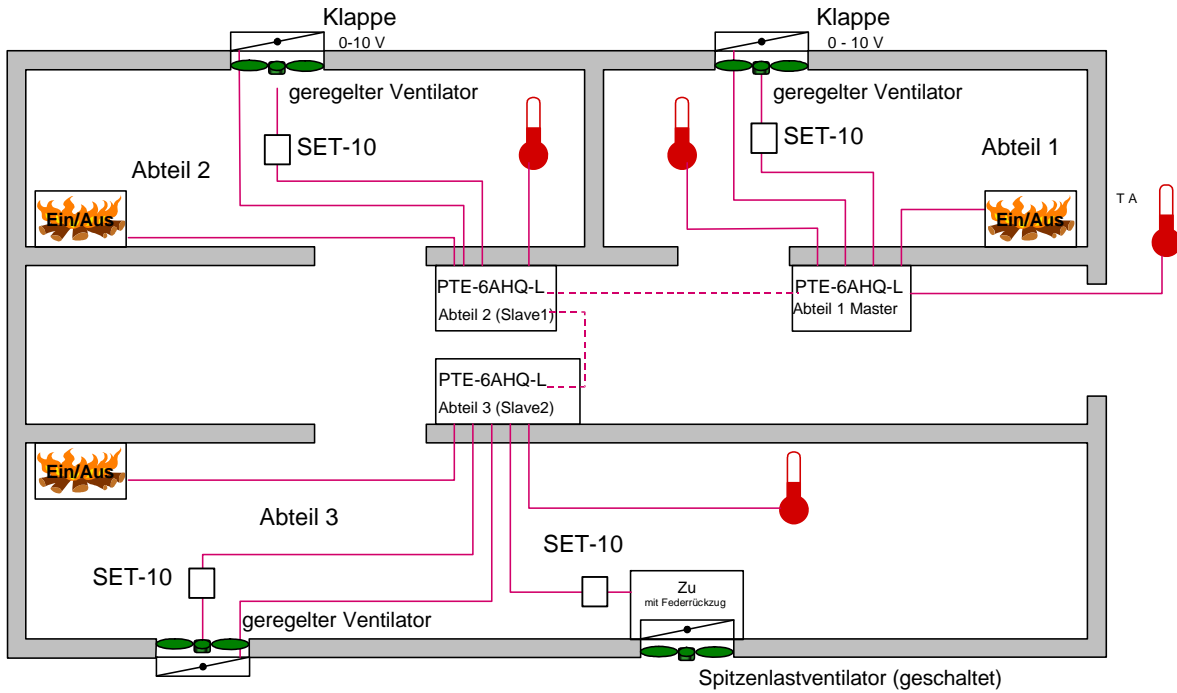 Klappe
0-10 V
Klappe
0 - 10 V
geregelter Ventilator
geregelter Ventilator
SET-10
SET-10
Abteil 2
Abteil 1
Ein/Aus
Ein/Aus
T A
PTE-6AHQ-L
Abteil 2 (Slave1)
PTE-6AHQ-L
Abteil 1 Master
PTE-6AHQ-L
Abteil 3 (Slave2)
Ein/Aus
Abteil 3
SET-10
SET-10
Zu
mit Federrückzug
geregelter Ventilator
Spitzenlastventilator (geschaltet)